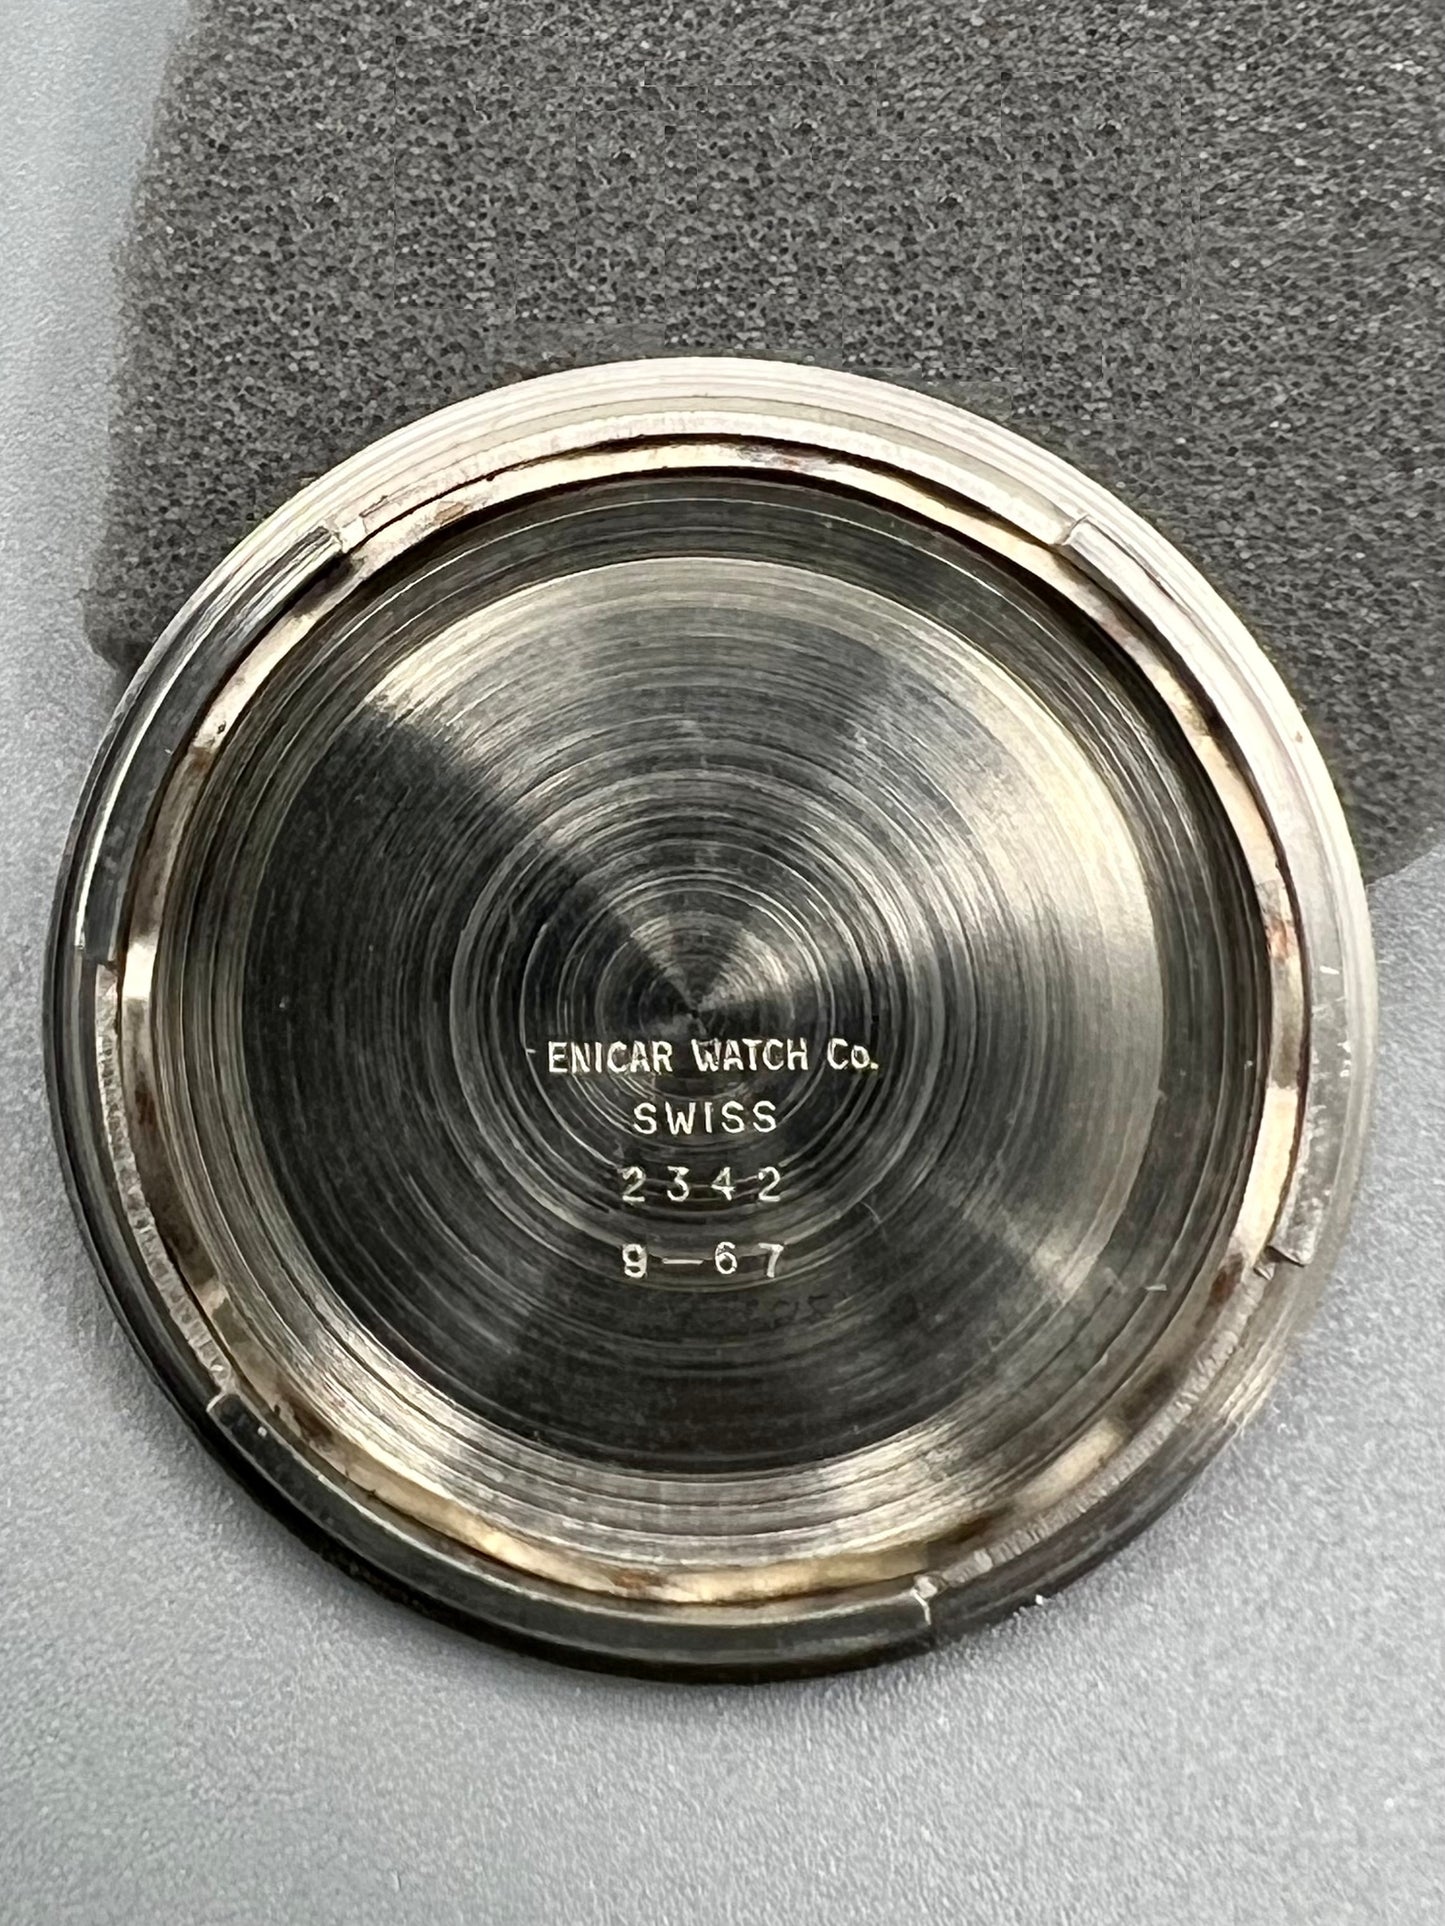 ENICAR WATCH Co.
SWISS
2342
9-67